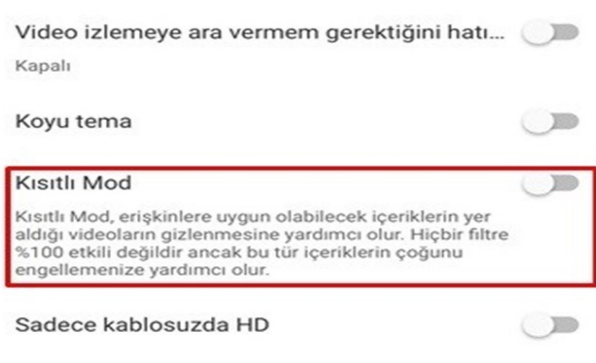 Video izlemeye ara vermem gerektiğini hatı...
Kapalı
Koyu tema
Kısıtlı Mod
Kısıtlı Mod, erişkinlere uygun olabilecek içeriklerin yer
aldığı videoların gizlenmesine yardımcı olur. Hiçbir filtre
%100 etkili değildir ancak bu tür içeriklerin çoğunu
engellemenize yardımcı olur.
Sadece kablosuzda HD